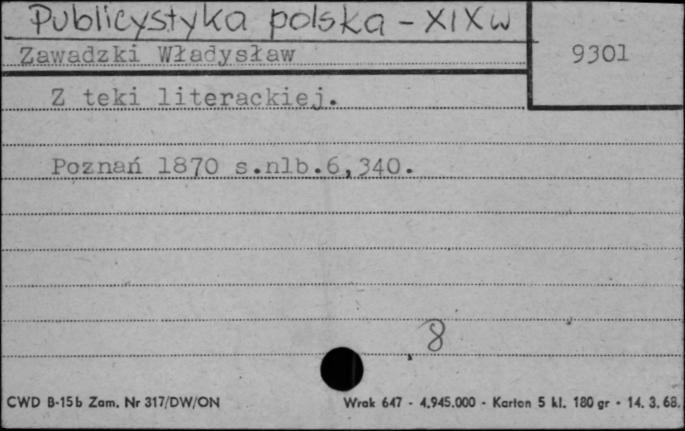 Publicystyka polska - XIX w
Zawadzki Władysław
9301
Z teki literackiej.
Poznań 1870 s.nlb.6,340.
8
CWD B-15b Zam. Nr 317/DW/ON
Wrak 647 - 4.945.000 - Karton 5 kl. 180 gr - 14. 3. 68.